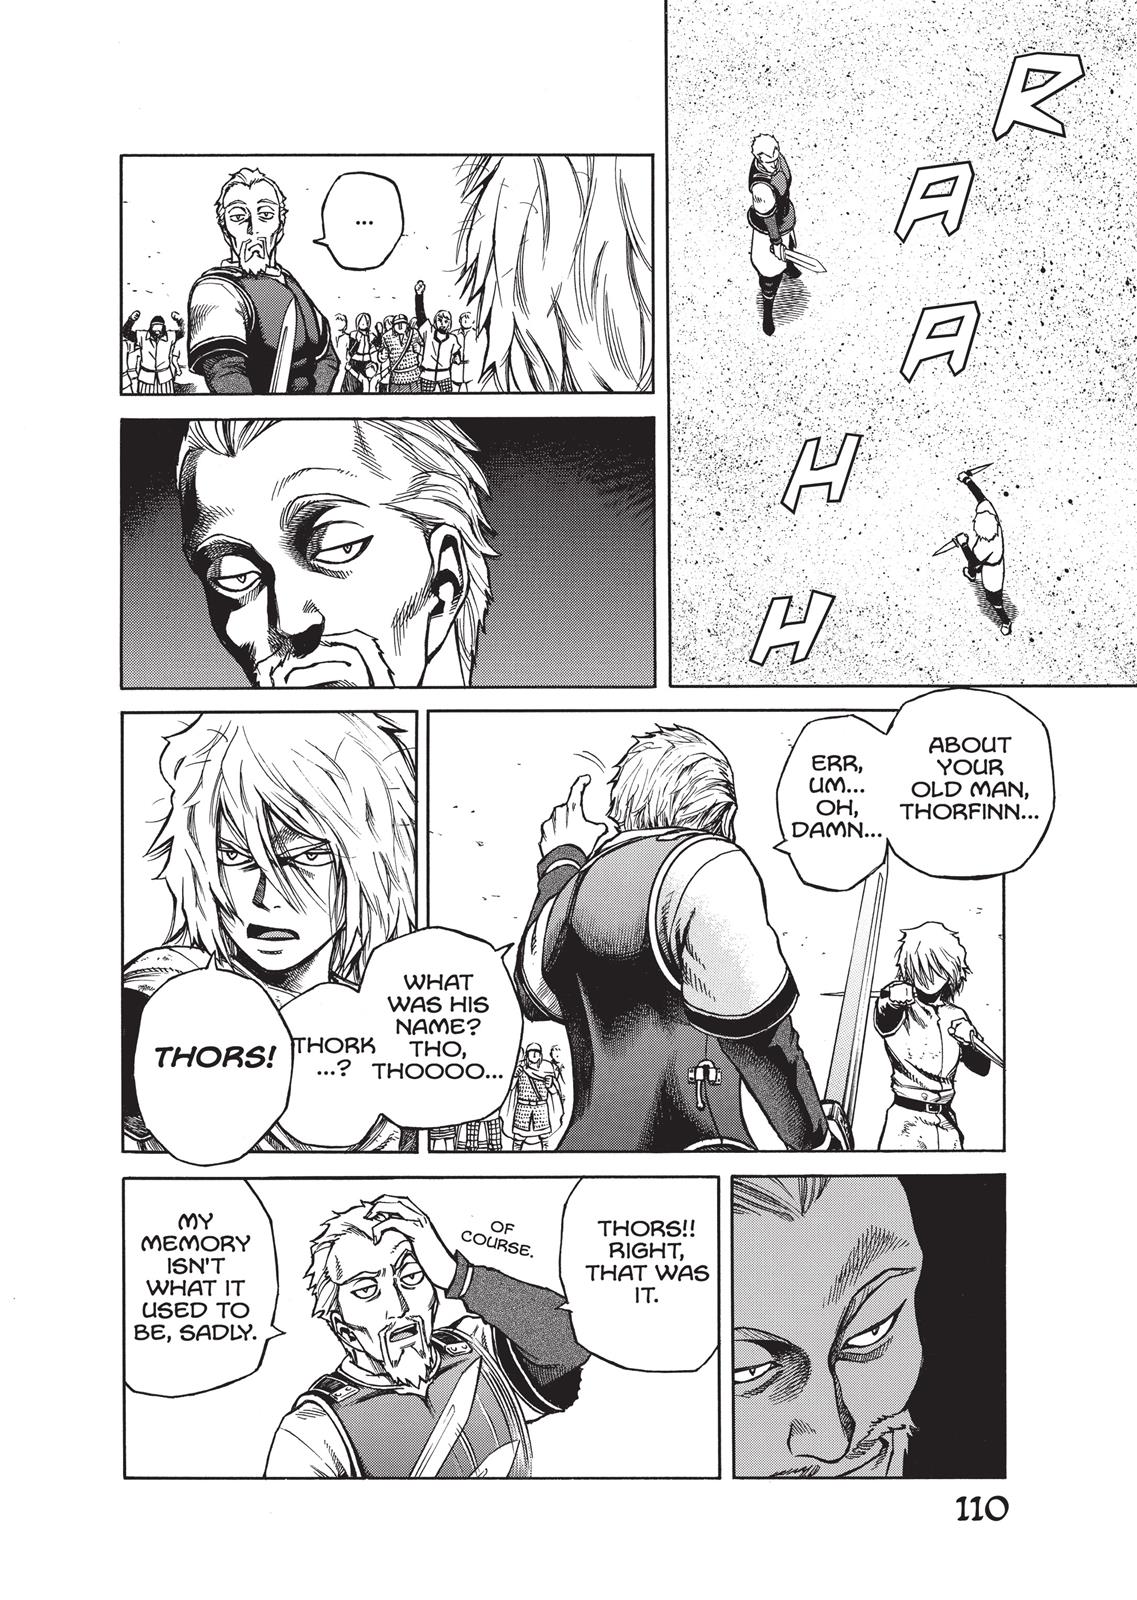 RAAHH
...
ABOUT
YOUR
OLD MAN,
THORFINN...
ERR,
UM...
OH,
DAMN...
WHAT
WAS HIS
NAME?
THO,
THOOOO...
THORK
...?
THORS!
THORS!!
RIGHT,
THAT WAS
IT.
OF
COURSE.
MY
MEMORY
ISN'T
WHAT IT
USED TO
BE, SADLY.
110